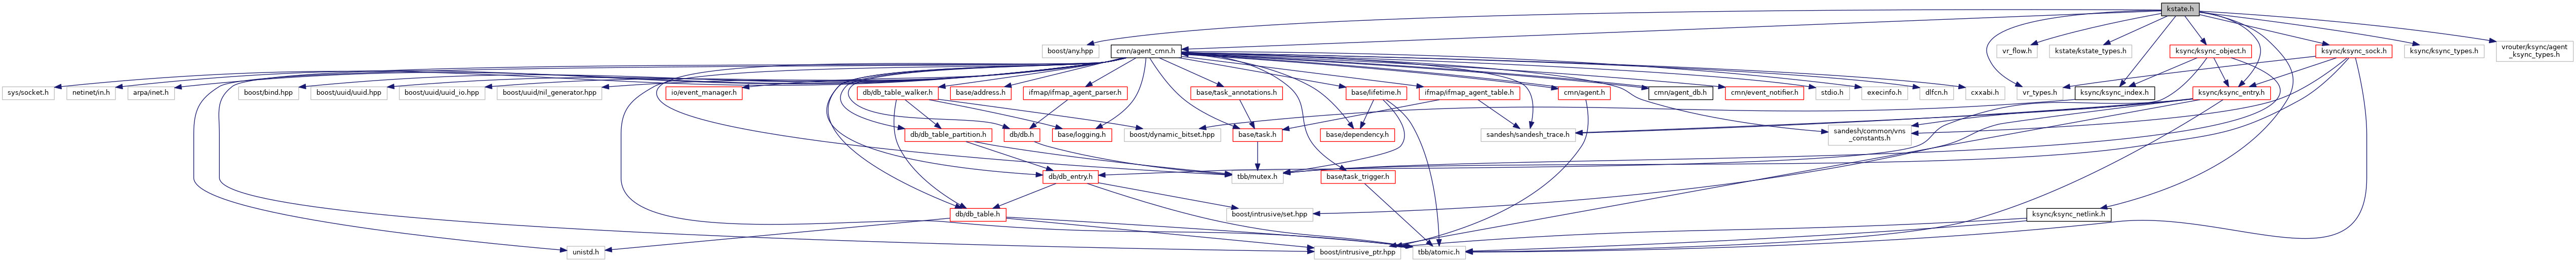 kstate.h
boost/any.hpp
cmn/agent_cmn.h
vr_flow.h
kstate/kstate_types.h
ksync/ksync_object.h
ksync/ksync_sock.h
ksync/ksync_types.h
vrouter/ksync/agent
_ksync_types.h
sys/socket.h
netinet/in.h
arpa/inet.h
boost/bind.hpp
boost/uuid/uuid.hpp
boost/uuid/uuid_io.hpp
boost/uuid/nil_generator.hpp
io/event_manager.h
db/db_table_walker.h
base/address.h
ifmap/ifmap_agent_parser.h
base/task_annotations.h
base/lifetime.h
ifmap/ifmap_agent_table.h
cmn/agent.h
cmn/agent_db.h
cmn/event_notifier.h
stdio.h
execinfo.h
dlfcn.h
cxxabi.h
vr_types.h
ksync/ksync_index.h
ksync/ksync_entry.h
db/db_table_partition.h
db/db.h
base/logging.h
boost/dynamic_bitset.hpp
base/task.h
base/dependency.h
sandesh/sandesh_trace.h
sandesh/common/vns
_constants.h
db/db_entry.h
tbb/mutex.h
base/task_trigger.h
db/db_table.h
boost/intrusive/set.hpp
ksync/ksync_netlink.h
unistd.h
boost/intrusive_ptr.hpp
tbb/atomic.h